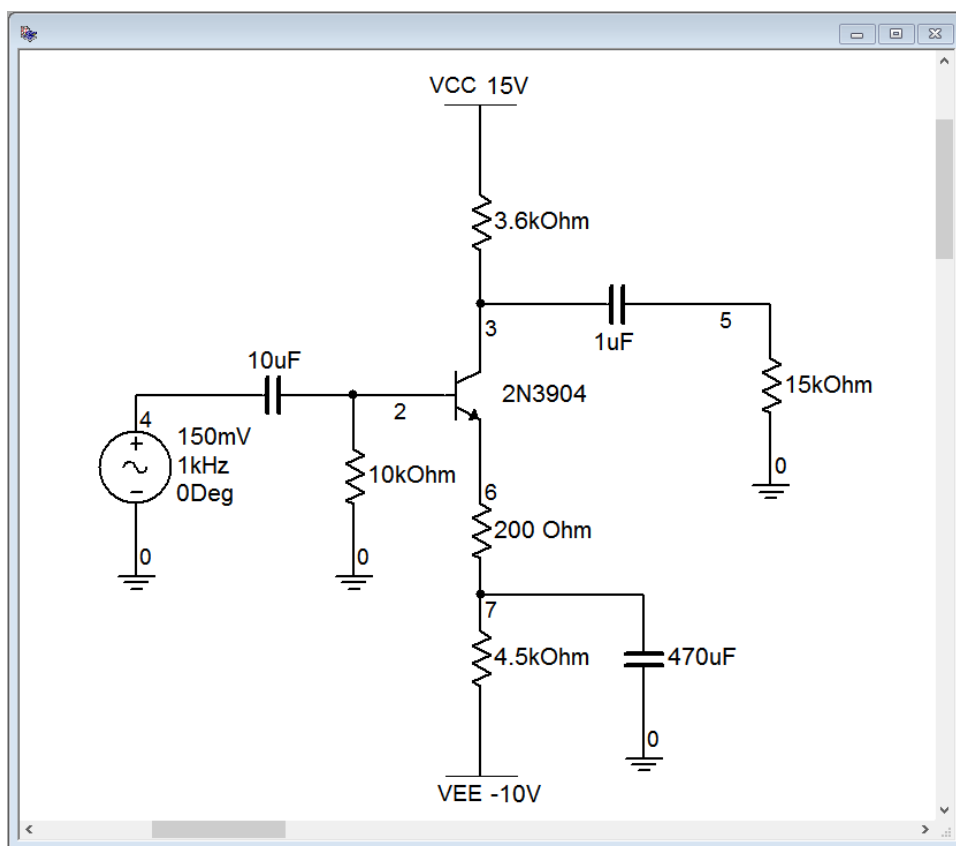 VCC 15V
3.6kOhm
3
1uF
5
15kOhm
0
10uF
2
2N3904
4
150mV
1kHz
0Deg
0
10kOhm
0
6
200 Ohm
7
4.5kOhm
470uF
0
VEE -10V